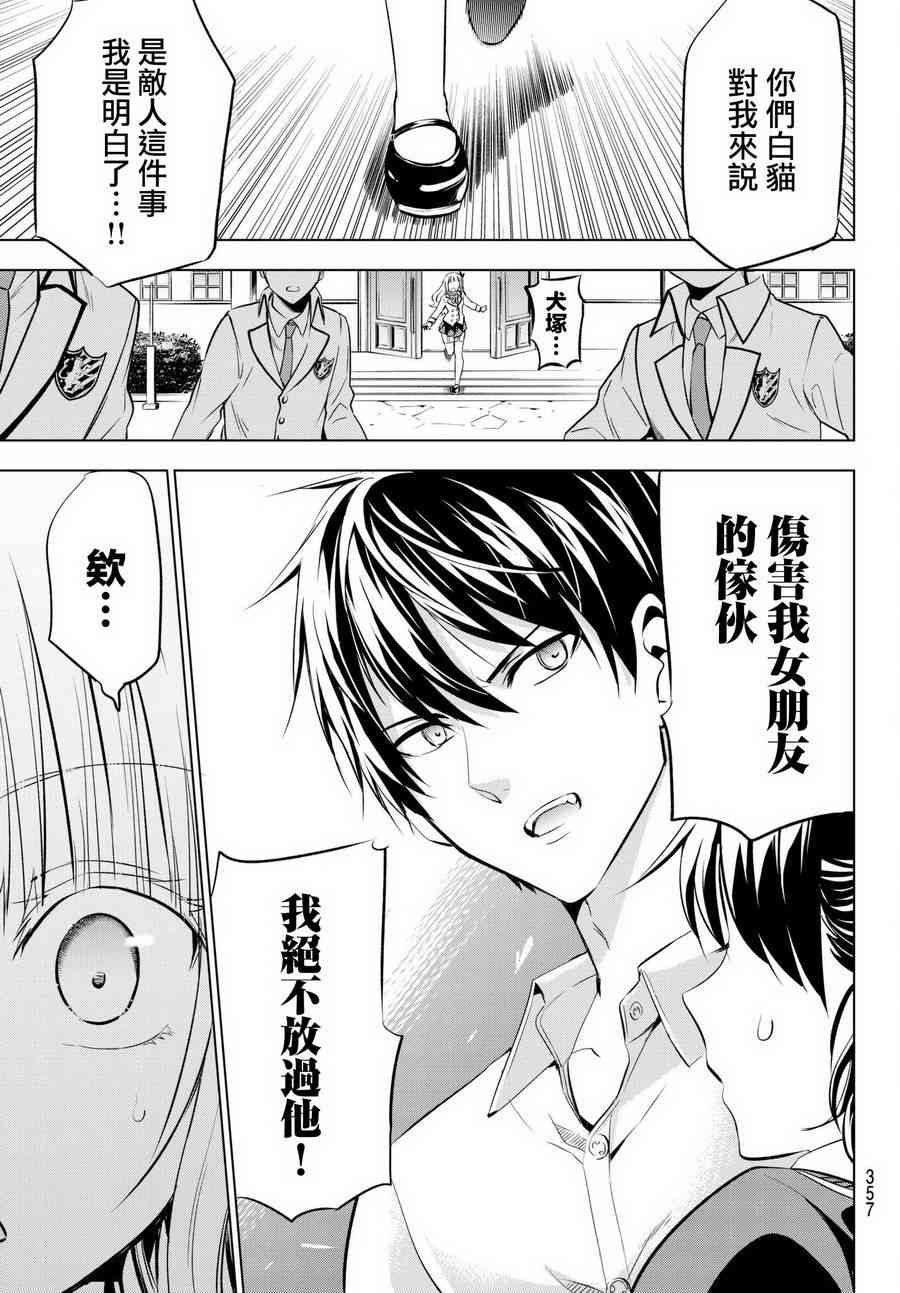 你們白貓
對我來説
是敵人這件事
我是明白了…!!
犬塚…
傷害我女朋友
的傢伙
我絕不放過他！
欸…
357